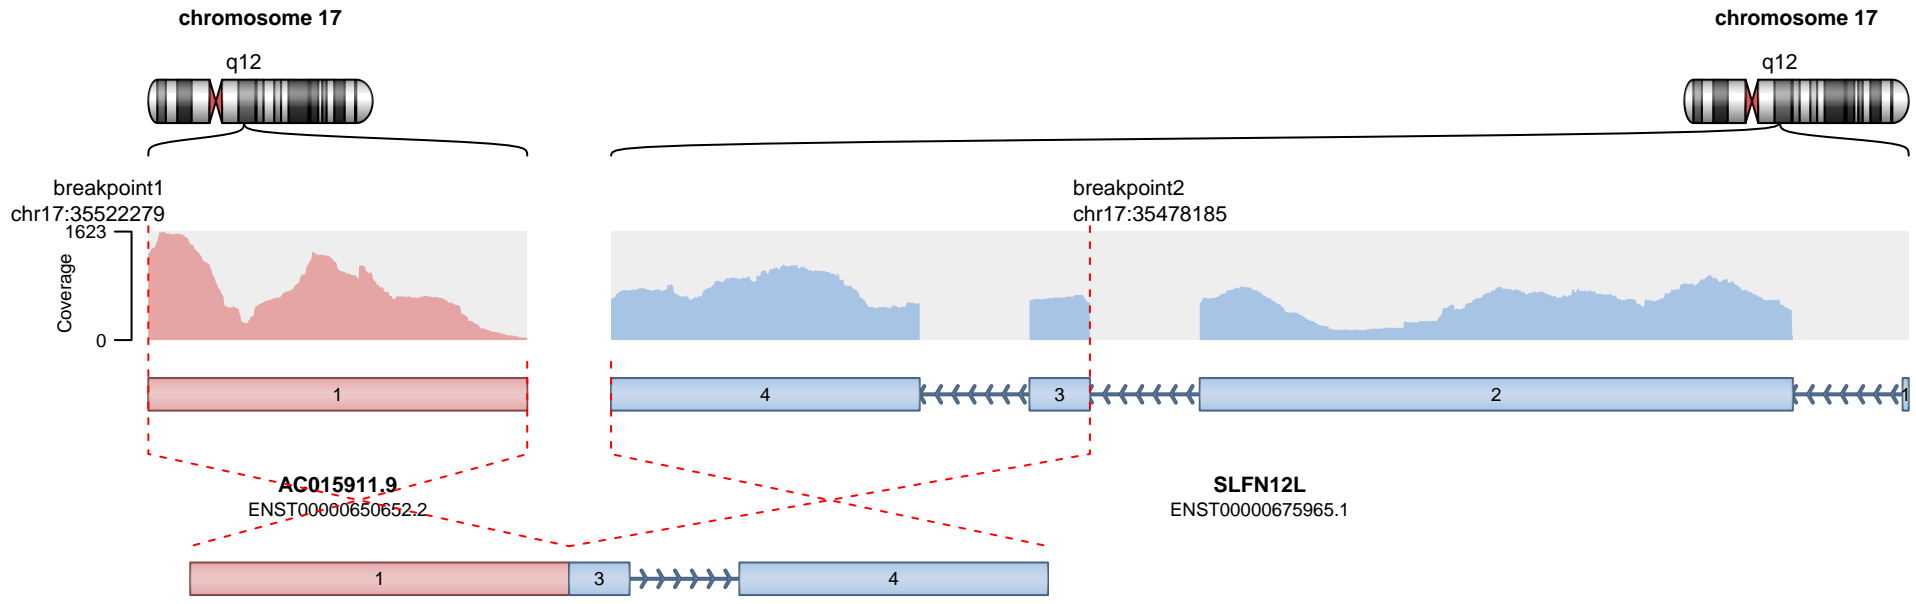 chromosome 17
chromosome 17
q12
q12
breakpoint1
chr17:35522279
breakpoint2
chr17:35478185
1623
Coverage
0
1
4
3
2
1
AC015911.9
ENST00000650652.2
SLFN12L
ENST00000675965.1
1
3
4